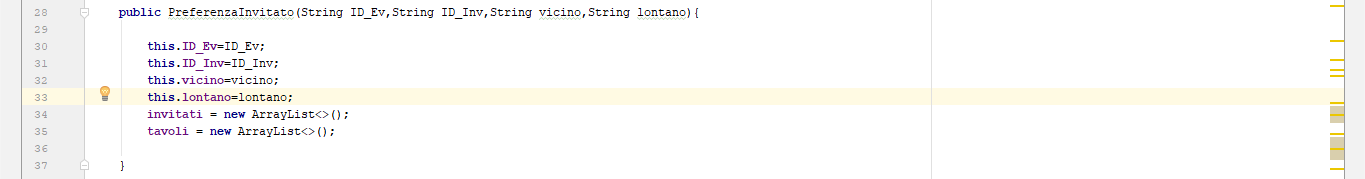 28 public PreferenzaInvitato(String ID_Ev,String ID_Inv,String vicino,String lontano){
29
30 this.ID_Ev=ID_Ev;
31 this.ID_Inv=ID_Inv;
32 this.vicino=vicino;
33 this.lontano=lontano;
34 invitati = new ArrayList<>();
35 tavoli = new ArrayList<>();
36
37 }